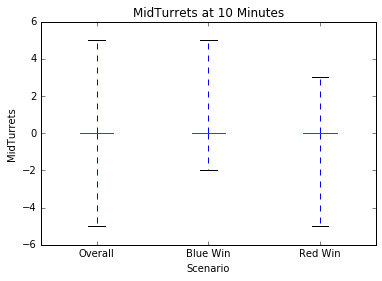 MidTurrets at 10 Minutes
6
4
2
0
−2
−4
−6
MidTurrets
Overall
Blue Win
Red Win
Scenario